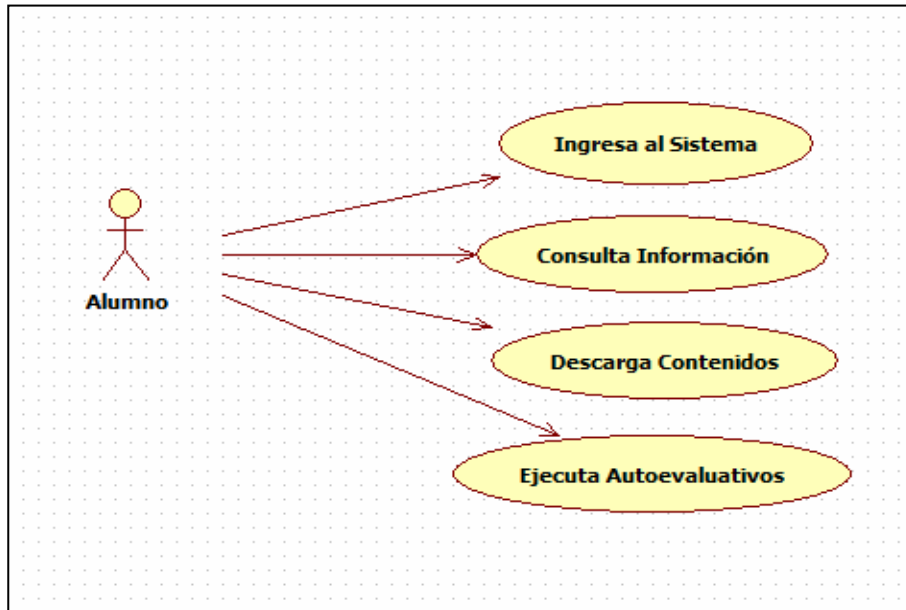 Ingresa al Sistema
Consulta Información
Alumno
Descarga Contenidos
Ejecuta Autoevaluativos